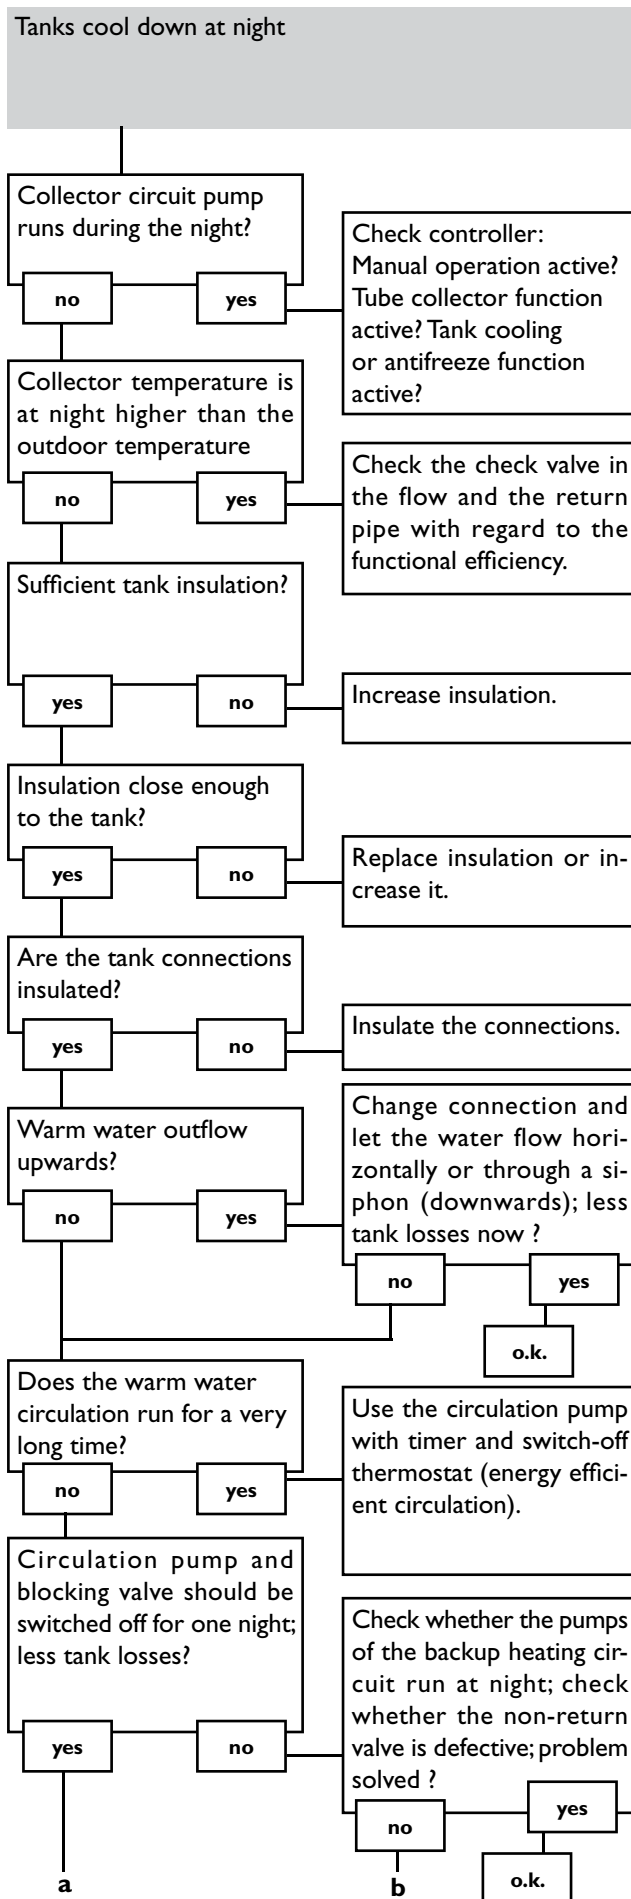 Tanks cool down at night
Collector circuit pump
runs during the night?
no
yes
Check controller:
Manual operation active?
Tube collector function
active? Tank cooling
or antifreeze function
active?
Collector temperature is
at night higher than the
outdoor temperature
no
yes
Check the check valve in
the flow and the return
pipe with regard to the
functional efficiency.
Sufficient tank insulation?
yes
no
Increase insulation.
Insulation close enough
to the tank?
yes
no
Replace insulation or in-
crease it.
Are the tank connections
insulated?
yes
no
Insulate the connections.
Warm water outflow
upwards?
no
yes
Change connection and
let the water flow hori-
zontally or through a si-
phon (downwards); less
tank losses now ?
no
yes
o.k.
Does the warm water
circulation run for a very
long time?
no
yes
Use the circulation pump
with timer and switch-off
thermostat (energy effici-
ent circulation).
Circulation pump and
blocking valve should be
switched off for one night;
less tank losses?
yes
no
Check whether the pumps
of the backup heating cir-
cuit run at night; check
whether the non-return
valve is defective; problem
solved ?
no
yes
a
b
o.k.